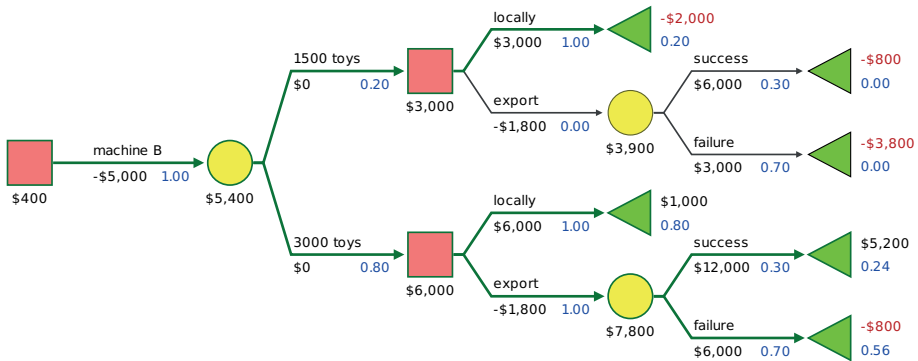 locally
$3,000 1.00
-$2,000
0.20
1500 toys
$0 0.20
$3,000
success
$6,000 0.30
-$800
0.00
export
-$1,800 0.00
$3,900
failure
$3,000 0.70
-$3,800
0.00
machine B
-$5,000 1.00
$400
$5,400
locally
$6,000 1.00
$1,000
0.80
3000 toys
$0 0.80
$6,000
success
$12,000 0.30
$5,200
0.24
export
-$1,800 1.00
$7,800
failure
$6,000 0.70
-$800
0.56